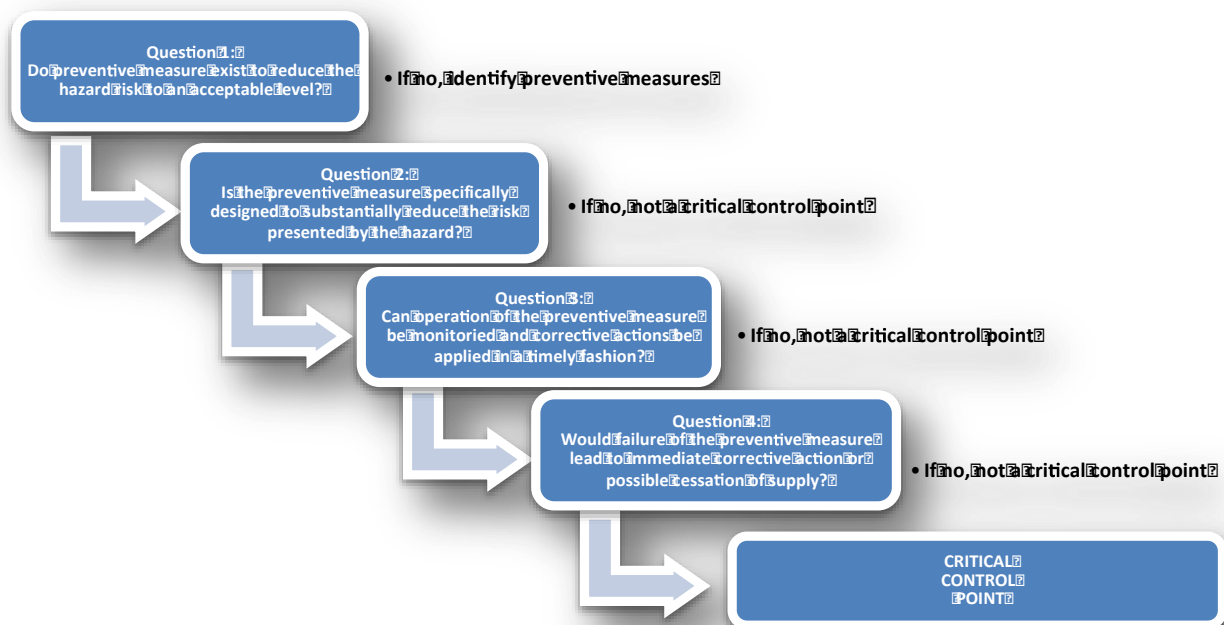 Question 1:
Do preventive measure exist to reduce the
hazard risk to an acceptable level?
• If no, identify preventive measures
Question 2:
Is the preventive measure specifically
designed to substantially reduce the risk
presented by the hazard?
• If no, not a critical control point
Question 3:
Can operation of the preventive measure
be monitoried and corrective actions be
applied in a timely fashion?
• If no, not a critical control point
Question 4:
Would failure of the preventive measure
lead to immediate corrective action or
possible cessation of supply?
• If no, not a critical control point
CRITICAL
CONTROL
POINT